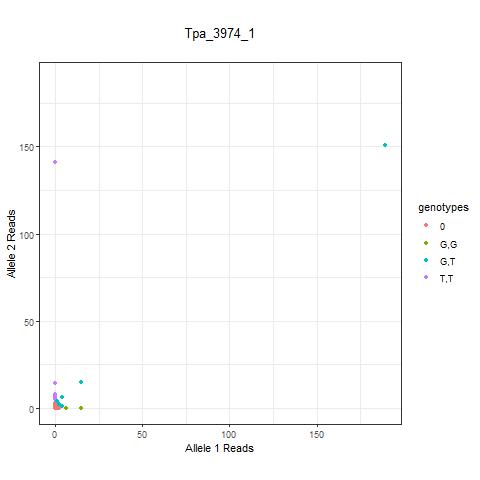 Tpa_3974_1
Allele 2 Reads
150
100
50
0
0
50
100
150
Allele 1 Reads
genotypes
0
G,G
G,T
T,T